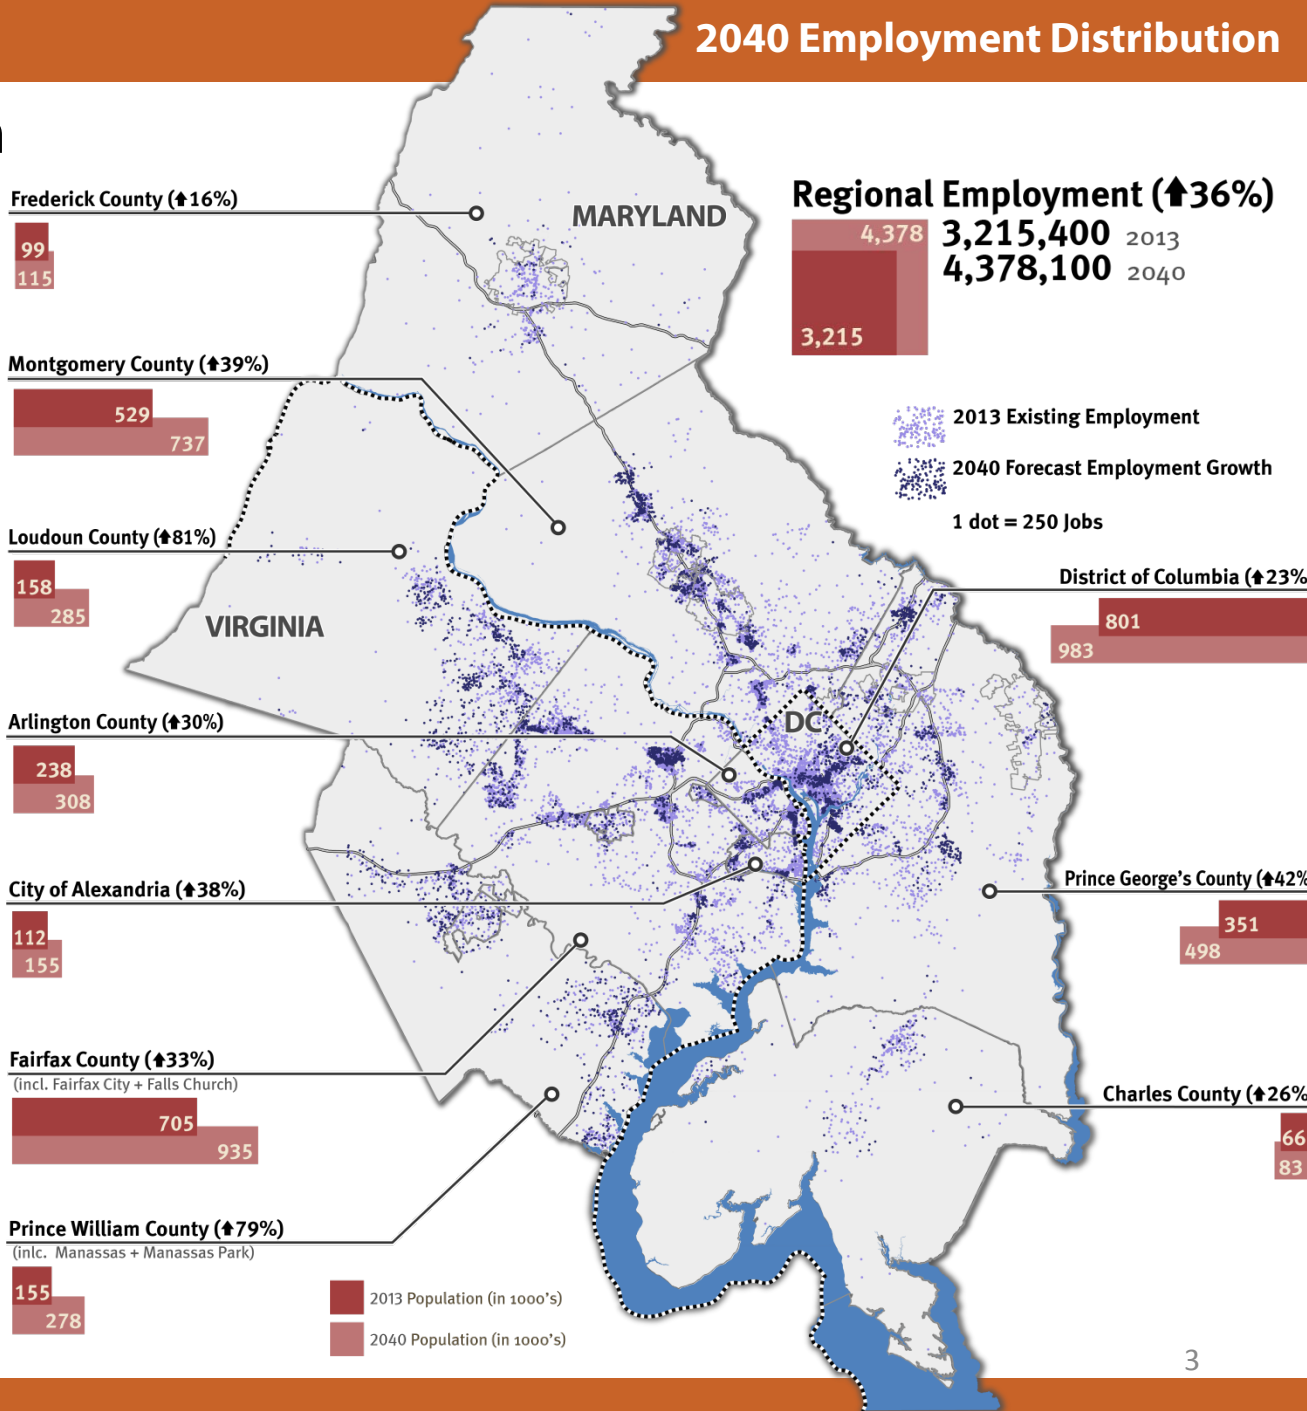 2040 Employment Distribution
Frederick County (⬆16%)
99
115
MARYLAND
Regional Employment (⬆36%)
4,378
3,215
3,215,400 2013
4,378,100 2040
Montgomery County (⬆39%)
529
737
2013 Existing Employment
2040 Forecast Employment Growth
1 dot = 250 Jobs
Loudoun County (⬆81%)
158
285
VIRGINIA
District of Columbia (⬆23%
801
983
Arlington County (⬆30%)
238
308
DC
City of Alexandria (⬆38%)
112
155
Prince George's County (⬆42%
351
498
Fairfax County (⬆33%)
(incl. Fairfax City + Falls Church)
705
935
Charles County (⬆26%
66
83
Prince William County (⬆79%)
(inlc. Manassas + Manassas Park)
155
278
2013 Population (in 1000's)
2040 Population (in 1000's)
3